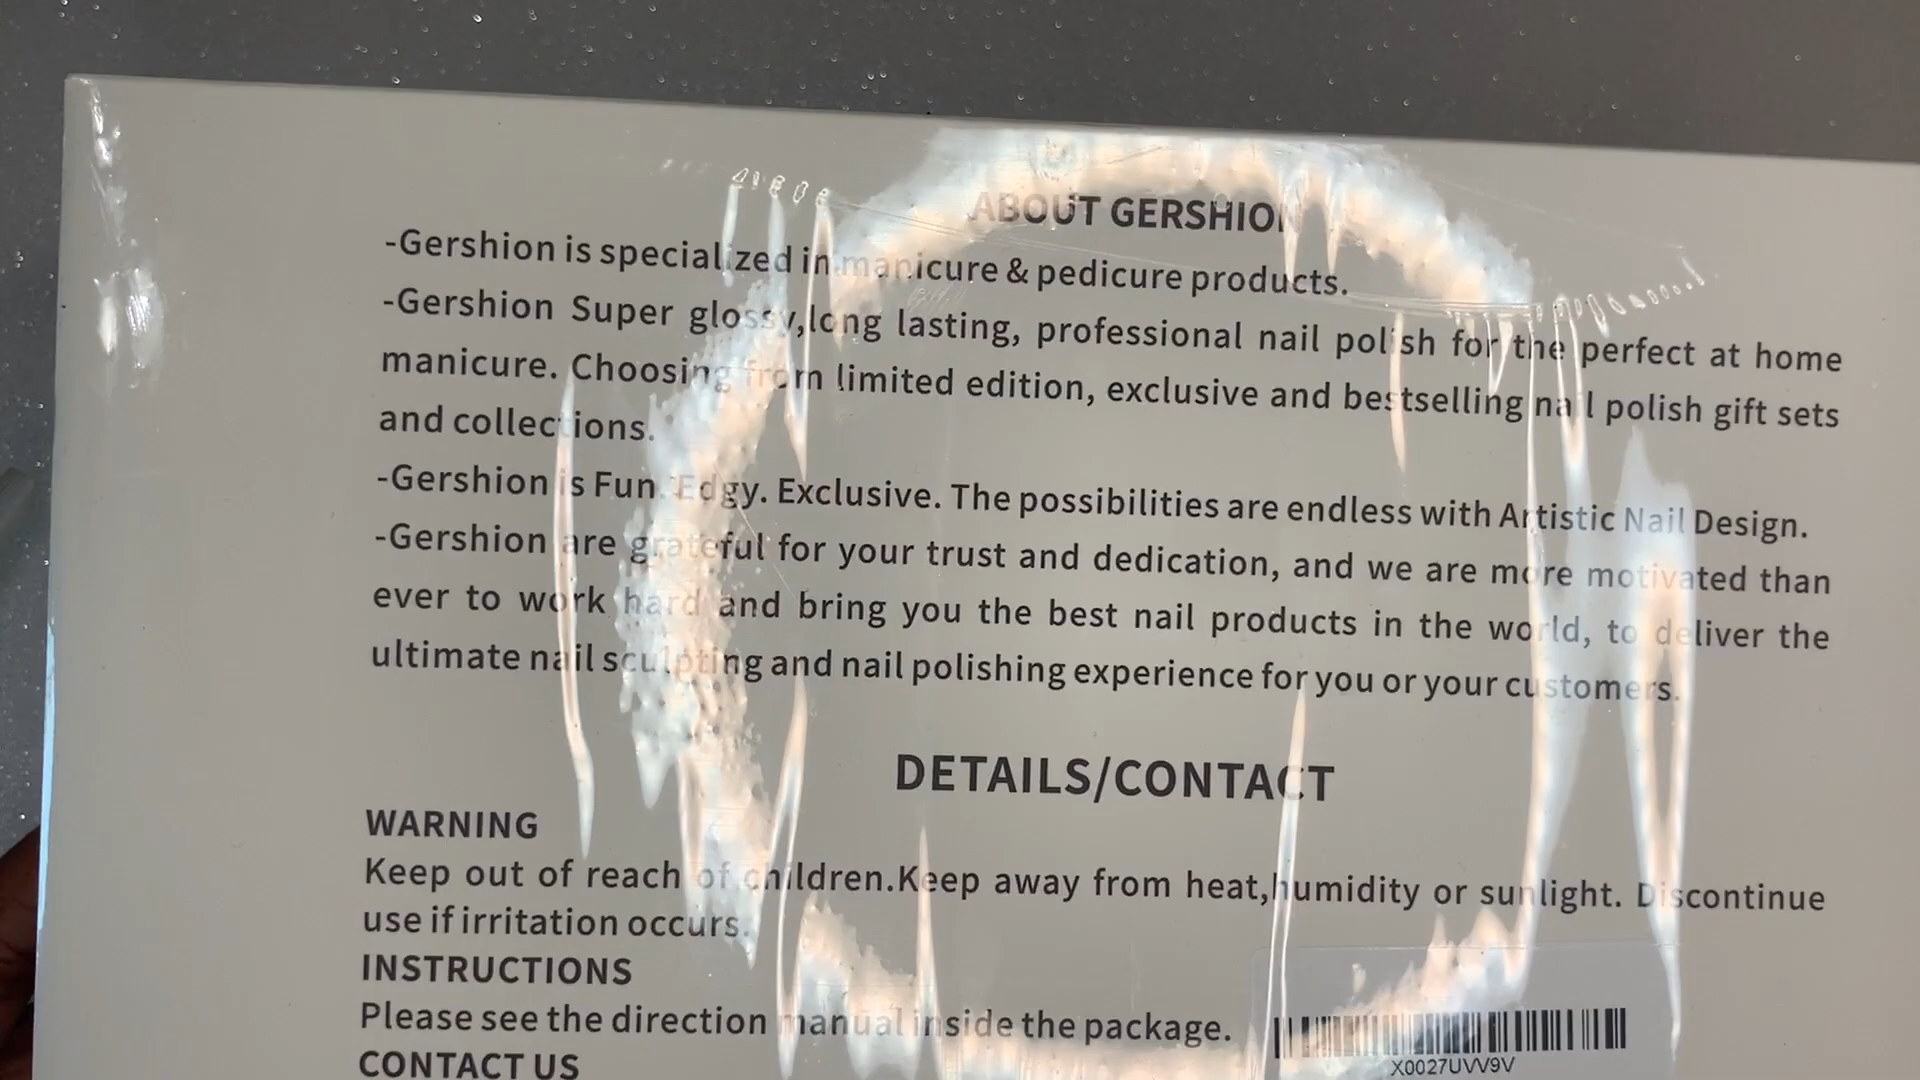 ABOUT GERSHION
-Gershion is specialized in manicure & pedicure products.
-Gershion Super glossy,long lasting, professional nail polish for the perfect at home
manicure. Choosing from limited edition, exclusive and bestselling nail polish gift sets
and collections.
-Gershion is Fun. Edgy. Exclusive. The possibilities are endless with Artistic Nail Design.
-Gershion are grateful for your trust and dedication, and we are more motivated than
ever to work hard and bring you the best nail products in the world, to deliver the
ultimate nail sculpting and nail polishing experience for you or your customers.
DETAILS/CONTACT
WARNING
Keep out of reach of children.Keep away from heat,humidity or sunlight. Discontinue
use if irritation occurs.
INSTRUCTIONS
Please see the direction manual inside the package.
CONTACT US
X0027UVV9V